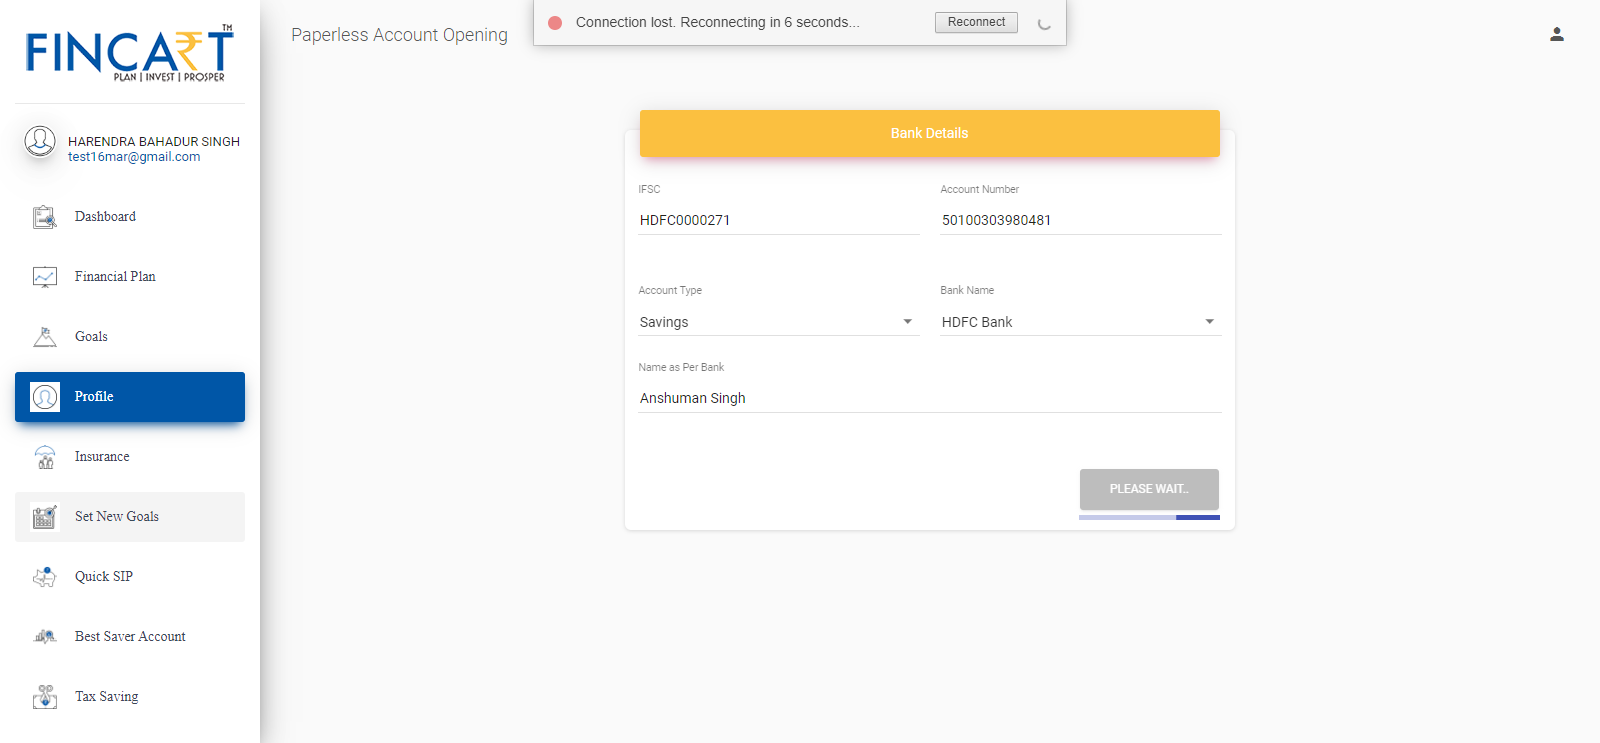 FINCART™
PLAN | INVEST | PROSPER
HARENDRA BAHADUR SINGH
test16mar@gmail.com
Dashboard
Financial Plan
Goals
Profile
Insurance
Set New Goals
Quick SIP
Best Saver Account
Tax Saving
Paperless Account Opening
Connection lost. Reconnecting in 6 seconds...
Reconnect
Bank Details
IFSC
HDFC0000271
Account Number
50100303980481
Account Type
Savings
Bank Name
HDFC Bank
Name as Per Bank
Anshuman Singh
PLEASE WAIT..